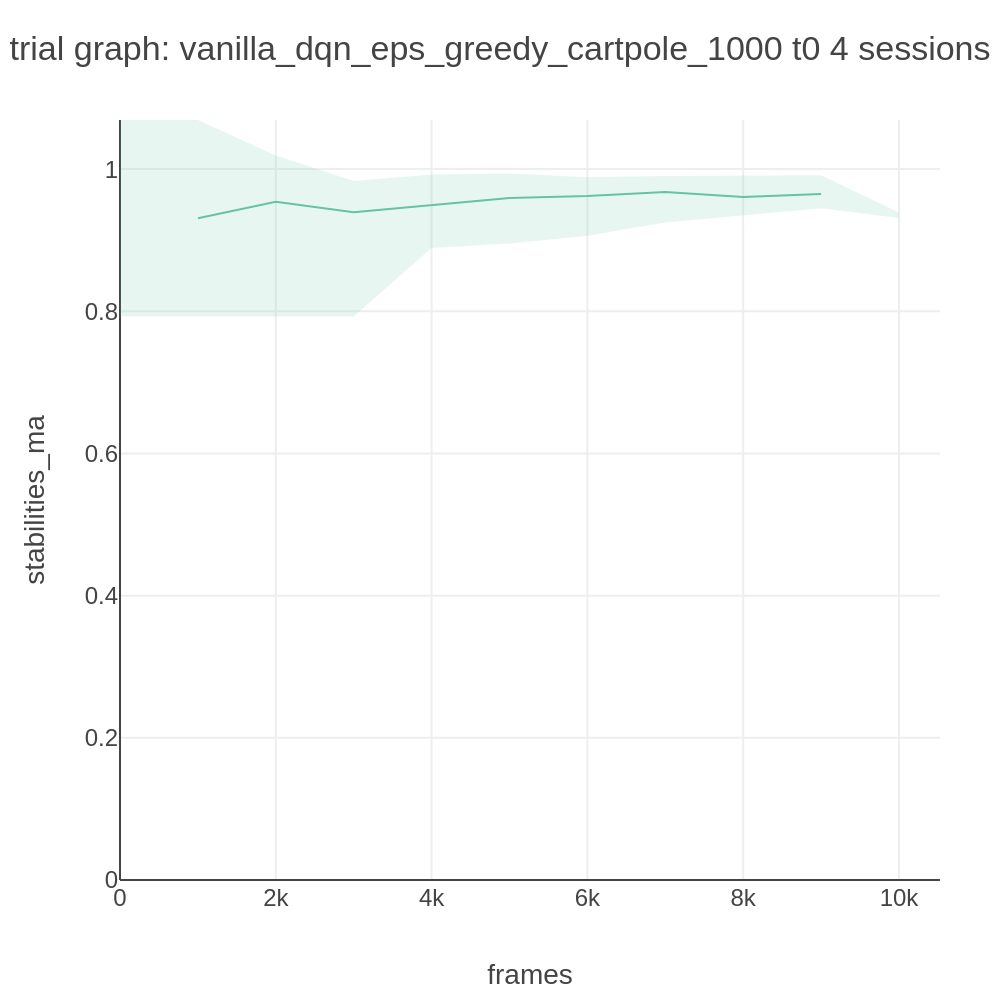 trial graph: vanilla_dqn_eps_greedy_cartpole_1000 t0 4 sessions
stabilities_ma
1
0.8
0.6
0.4
0.2
0
0 2k 4k 6k 8k 10k
frames